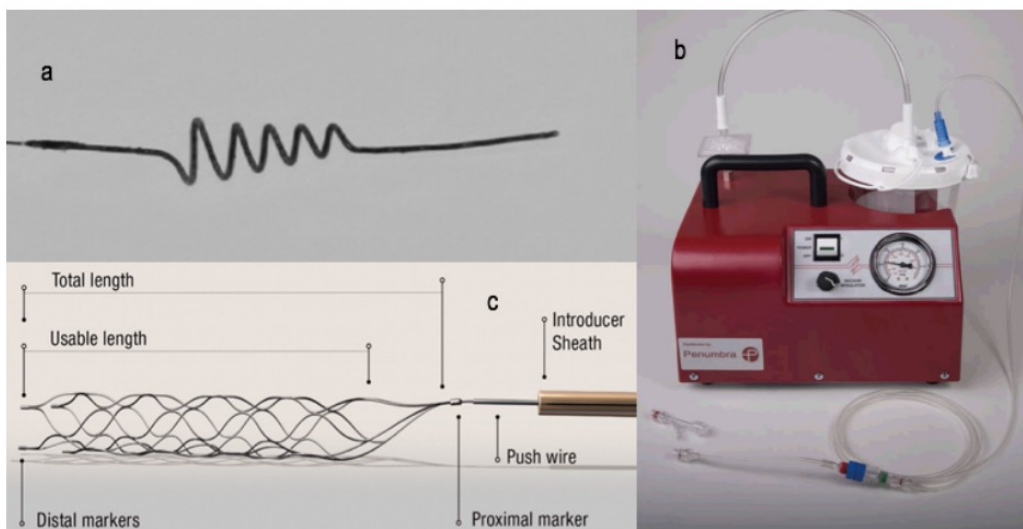 a
b
c
Total length
Usable length
Introducer
Sheath
Push wire
Distal markers
Proximal marker
Penumbra